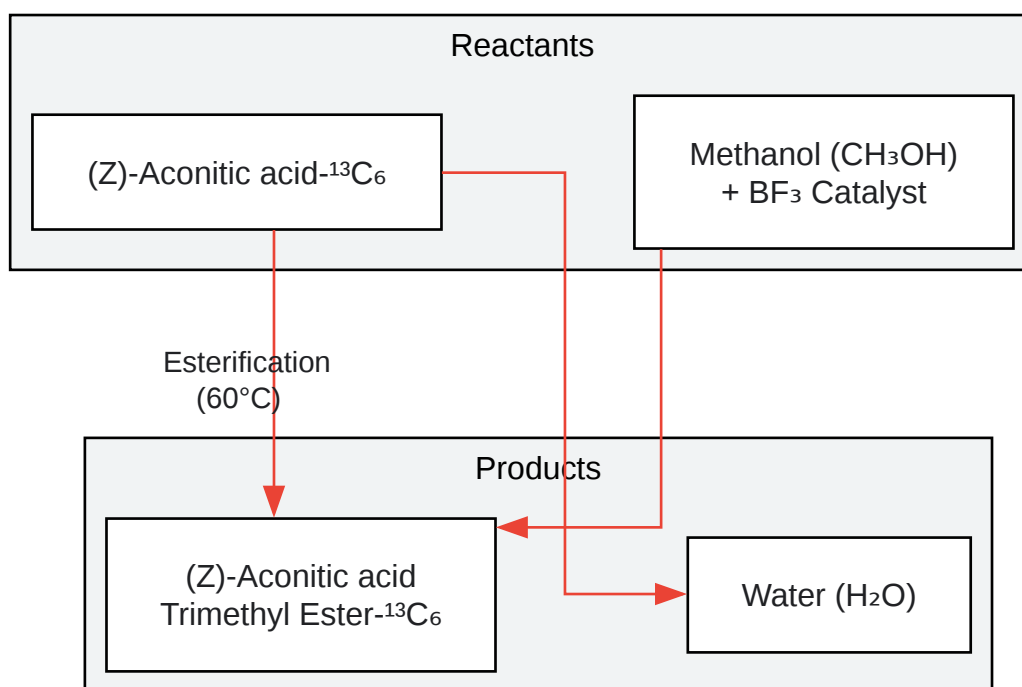 Reactants
(Z)-Aconitic acid-¹³C₆
Methanol (CH₃OH)
+ BF₃ Catalyst
Esterification
(60°C)
Products
(Z)-Aconitic acid
Trimethyl Ester-¹³C₆
Water (H₂O)